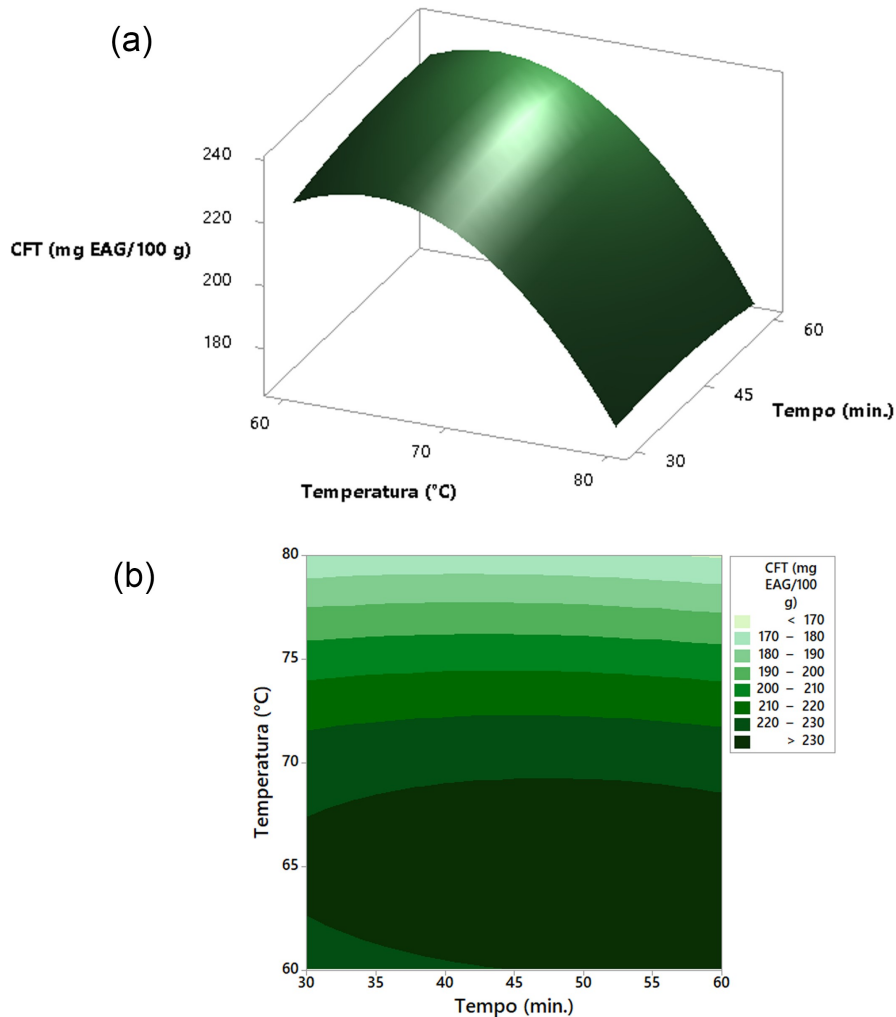 (a)
240
220
CFT (mg EAG/100 g)
200
180
60
70
80
Temperatura (°C)
30
45
60
Tempo (min.)
(b)
80
75
70
65
60
Temperatura (°C)
30 35 40 45 50 55 60
Tempo (min.)
CFT (mg
EAG/100
g)
< 170
170 – 180
180 – 190
190 – 200
200 – 210
210 – 220
220 – 230
> 230